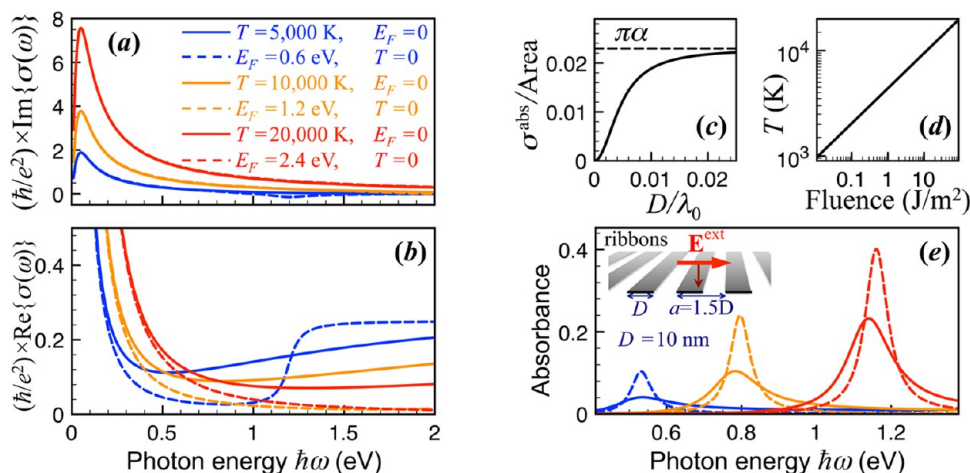 (ħ/e²)×Im{σ(ω)}
8
6
4
2
0
(a)
T = 5,000 K, E_F = 0
E_F = 0.6 eV, T = 0
T = 10,000 K, E_F = 0
E_F = 1.2 eV, T = 0
T = 20,000 K, E_F = 0
E_F = 2.4 eV, T = 0
(ħ/e²)×Re{σ(ω)}
0.4
0.2
0
(b)
0 0.5 1 1.5 2
Photon energy ħω (eV)
σ^abs/Area
0.02
0.01
0
πα
(c)
0 0.01 0.02
D/λ₀
T (K)
10⁴
10³
(d)
0.1 1 10
Fluence (J/m²)
Absorbance
0.4
0.2
0
ribbons
E^ext
(e)
D
a=1.5D
D = 10 nm
0.6 0.8 1 1.2
Photon energy ħω (eV)